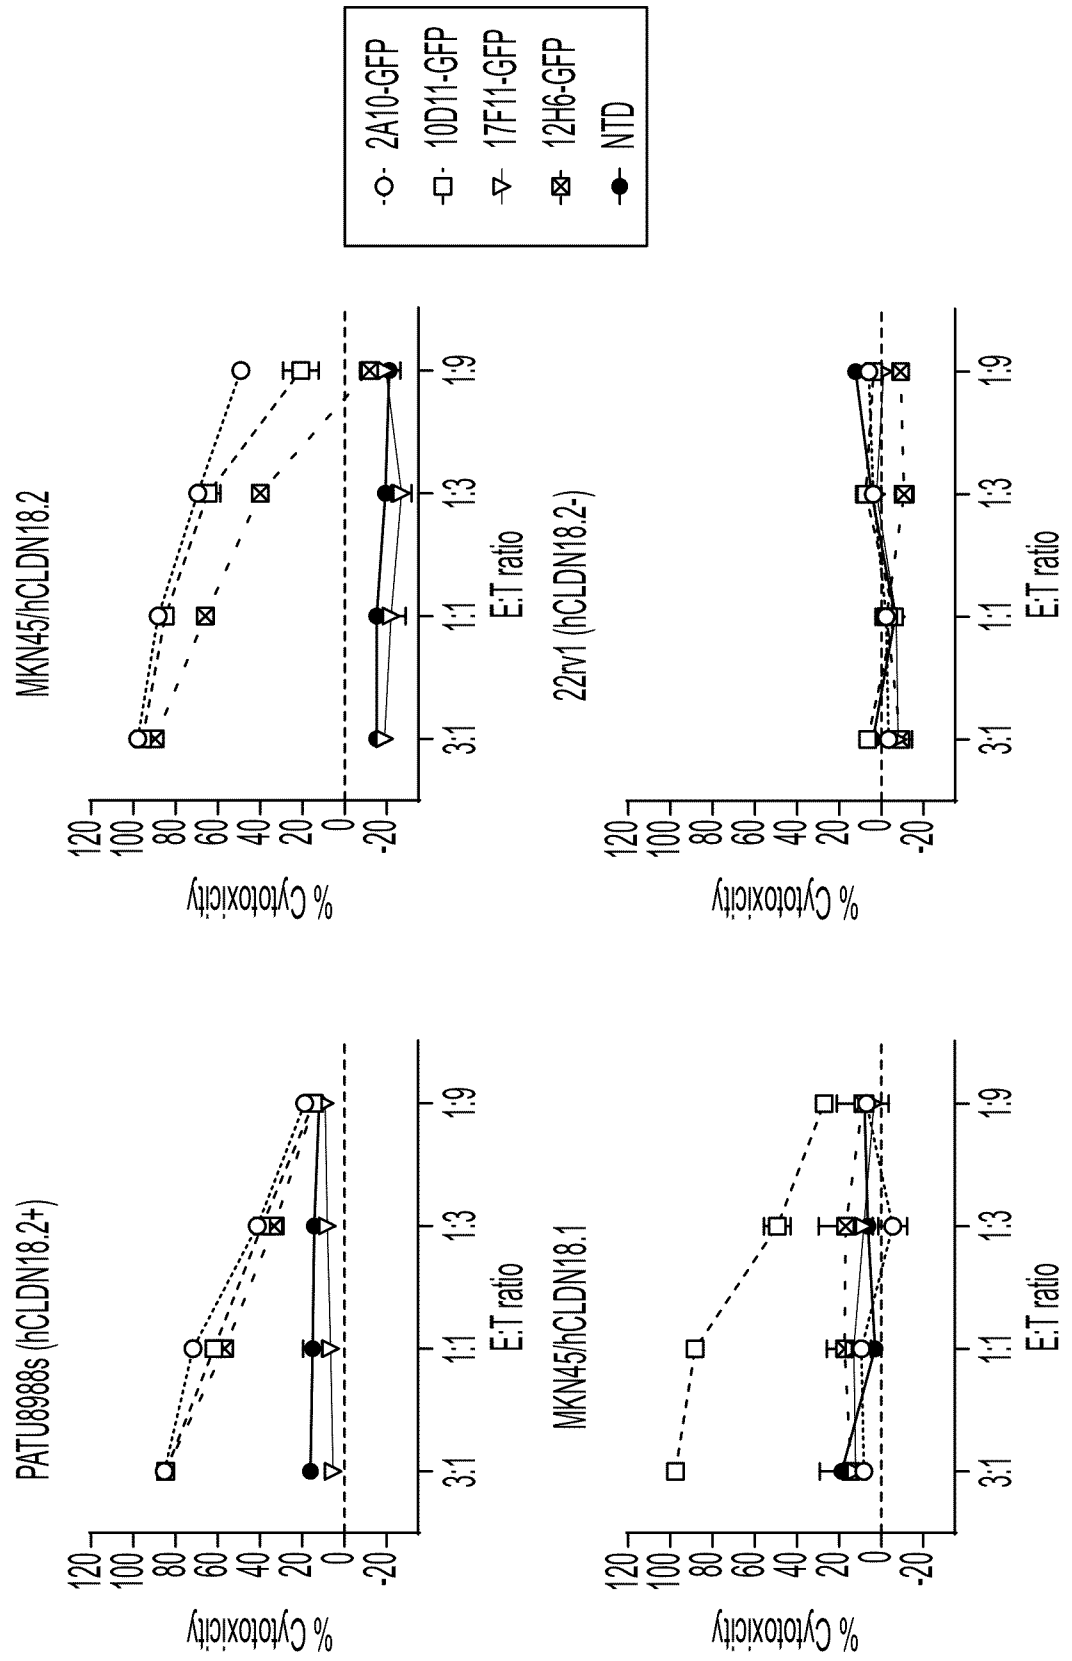 PATU8988s (hCLDN18.2+)
% Cytotoxicity
120
100
80
60
40
20
0
-20
3:1
1:1
1:3
1:9
E:T ratio
MKN45/hCLDN18.2
% Cytotoxicity
120
100
80
60
40
20
0
-20
3:1
1:1
1:3
1:9
E:T ratio
2A10-GFP
10D11-GFP
17F11-GFP
12H6-GFP
NTD
MKN45/hCLDN18.1
% Cytotoxicity
120
100
80
60
40
20
0
-20
3:1
1:1
1:3
1:9
E:T ratio
22rv1 (hCLDN18.2-)
% Cytotoxicity
120
100
80
60
40
20
0
-20
3:1
1:1
1:3
1:9
E:T ratio